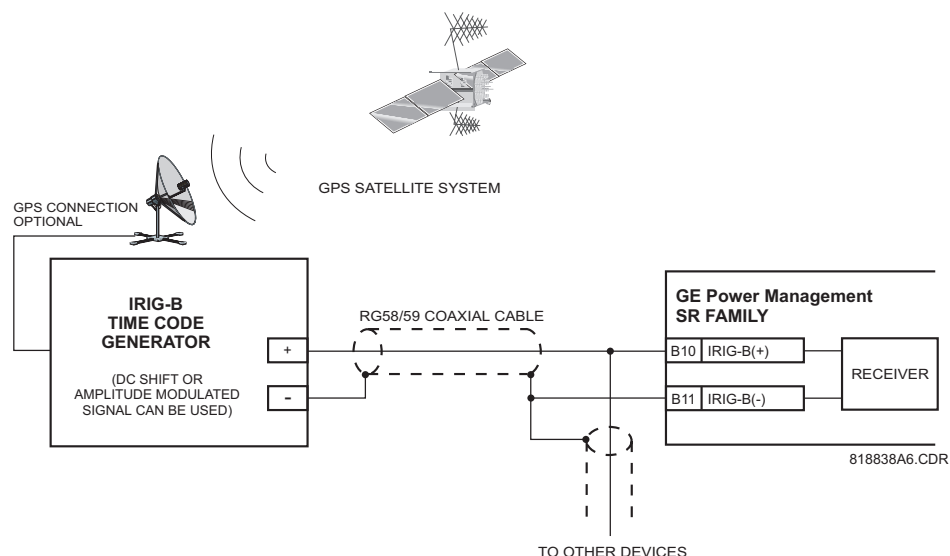 GPS SATELLITE SYSTEM
GPS CONNECTION
OPTIONAL
IRIG-B
TIME CODE
GENERATOR
(DC SHIFT OR
AMPLITUDE MODULATED
SIGNAL CAN BE USED)
+
-
RG58/59 COAXIAL CABLE
GE Power Management
SR FAMILY
B10 IRIG-B(+)
B11 IRIG-B(-)
RECEIVER
818838A6.CDR
TO OTHER DEVICES